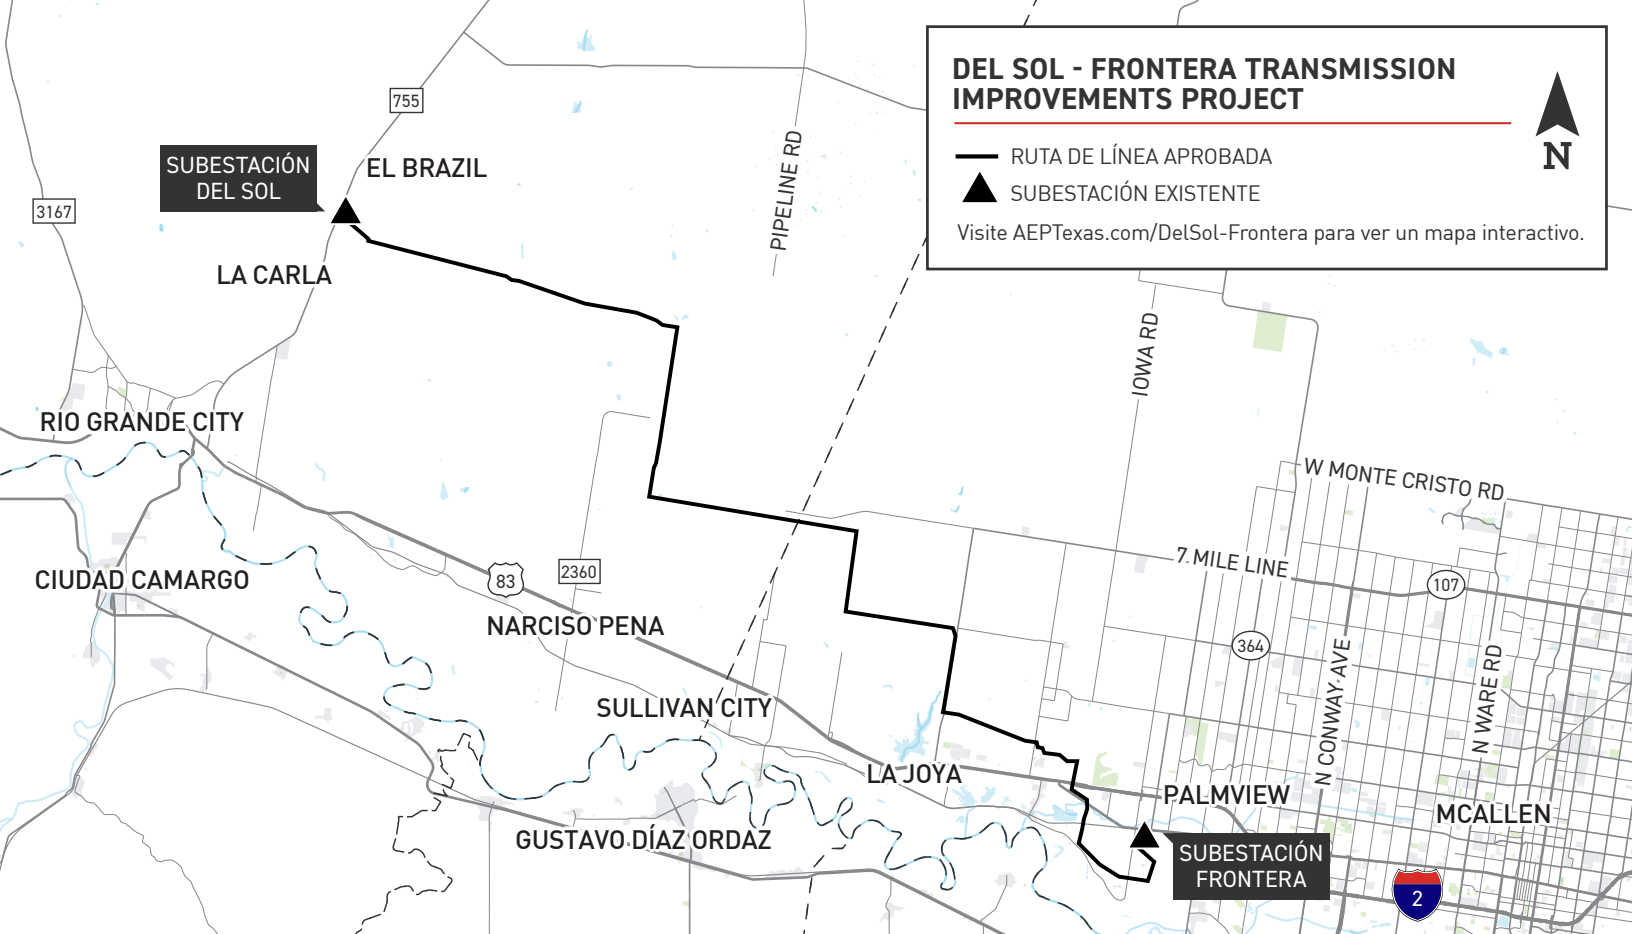 DEL SOL - FRONTERA TRANSMISSION
IMPROVEMENTS PROJECT
RUTA DE LÍNEA APROBADA
SUBESTACIÓN EXISTENTE
Visite AEPTexas.com/DelSol-Frontera para ver un mapa interactivo.
N
755
SUBESTACIÓN
DEL SOL
EL BRAZIL
PIPELINE RD
3167
LA CARLA
IOWA RD
RIO GRANDE CITY
W MONTE CRISTO RD
7 MILE LINE
CIUDAD CAMARGO
83
2360
107
NARCISO PENA
364
N CONWAY AVE
N WARE RD
SULLIVAN CITY
LA JOYA
PALMVIEW
MCALLEN
GUSTAVO DÍAZ ORDAZ
SUBESTACIÓN
FRONTERA
2